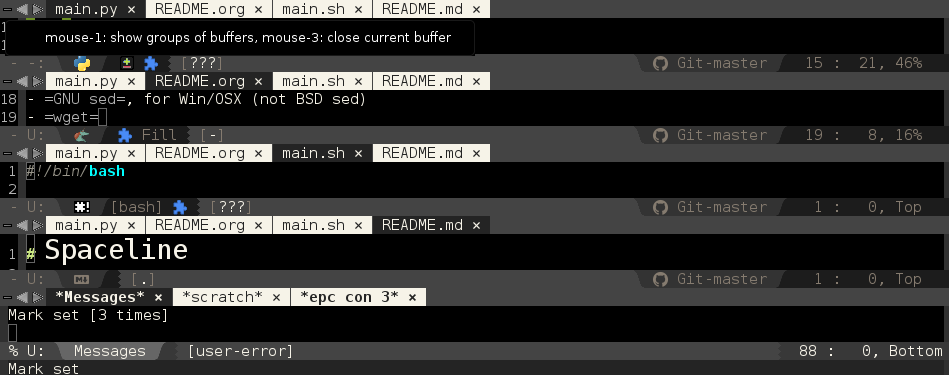 main.py × README.org × main.sh × README.md ×
1
1 mouse-1: show groups of buffers, mouse-3: close current buffer
- -: [???] Git-master 15 : 21, 46%
main.py × README.org × main.sh × README.md ×
18 - =GNU sed=, for Win/OSX (not BSD sed)
19 - =wget=
- U: Fill [-] Git-master 19 : 8, 16%
main.py × README.org × main.sh × README.md ×
1 #!/bin/bash
2
- U: #! [bash] [???] Git-master 1 : 0, Top
main.py × README.org × main.sh × README.md ×
1 # Spaceline
- U: [.] Git-master 1 : 0, Top
*Messages* × *scratch* × *epc con 3* ×
Mark set [3 times]
% U: Messages [user-error] 88 : 0, Bottom
Mark set